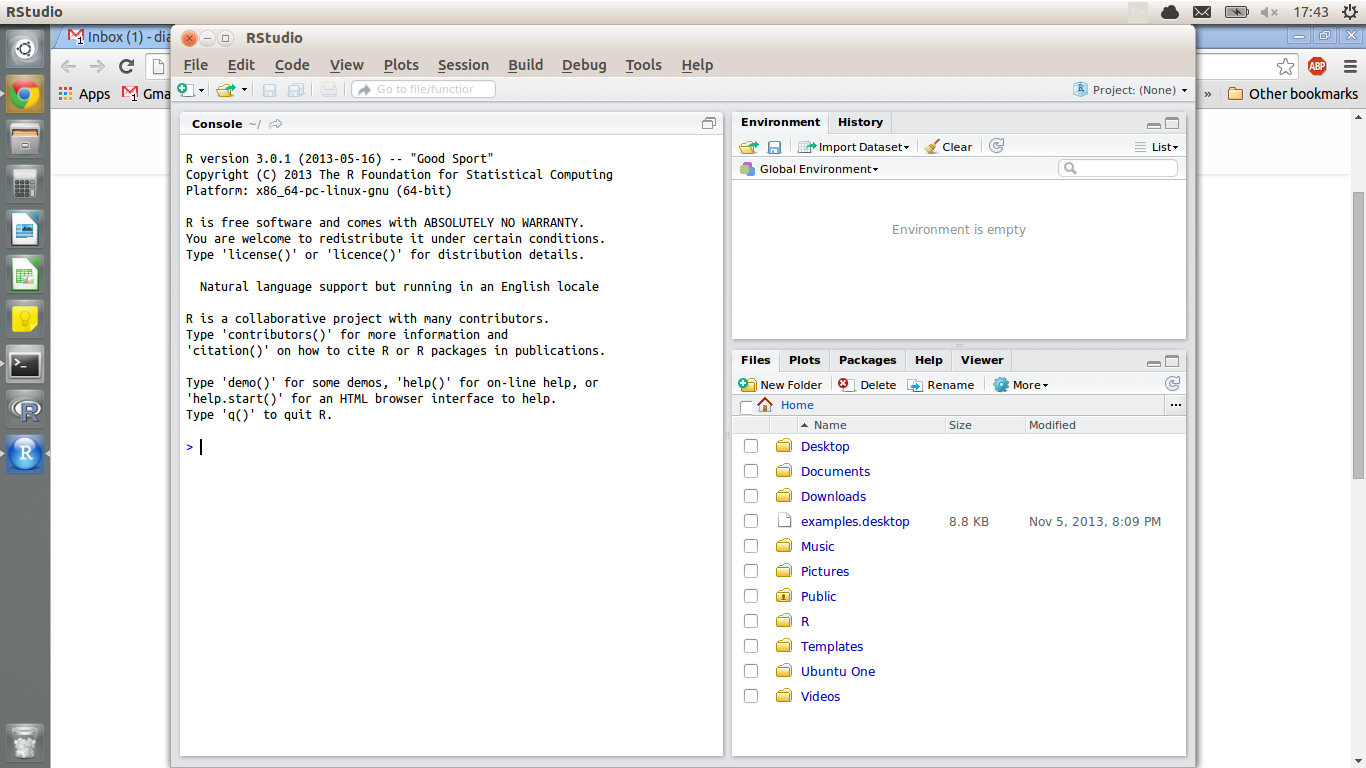 RStudio
17:43
Inbox (1) - dia
RStudio
File Edit Code View Plots Session Build Debug Tools Help
ABP
Apps Gma
Go to file/function
Project: (None)
» Other bookmarks
Console ~/
R version 3.0.1 (2013-05-16) -- "Good Sport"
Copyright (C) 2013 The R Foundation for Statistical Computing
Platform: x86_64-pc-linux-gnu (64-bit)
R is free software and comes with ABSOLUTELY NO WARRANTY.
You are welcome to redistribute it under certain conditions.
Type 'license()' or 'licence()' for distribution details.
Natural language support but running in an English locale
R is a collaborative project with many contributors.
Type 'contributors()' for more information and
'citation()' on how to cite R or R packages in publications.
Type 'demo()' for some demos, 'help()' for on-line help, or
'help.start()' for an HTML browser interface to help.
Type 'q()' to quit R.
>
Environment History
Import Dataset Clear List
Global Environment
Environment is empty
Files Plots Packages Help Viewer
New Folder Delete Rename More
Home ...
Name Size Modified
Desktop
Documents
Downloads
examples.desktop 8.8 KB Nov 5, 2013, 8:09 PM
Music
Pictures
Public
R
Templates
Ubuntu One
Videos